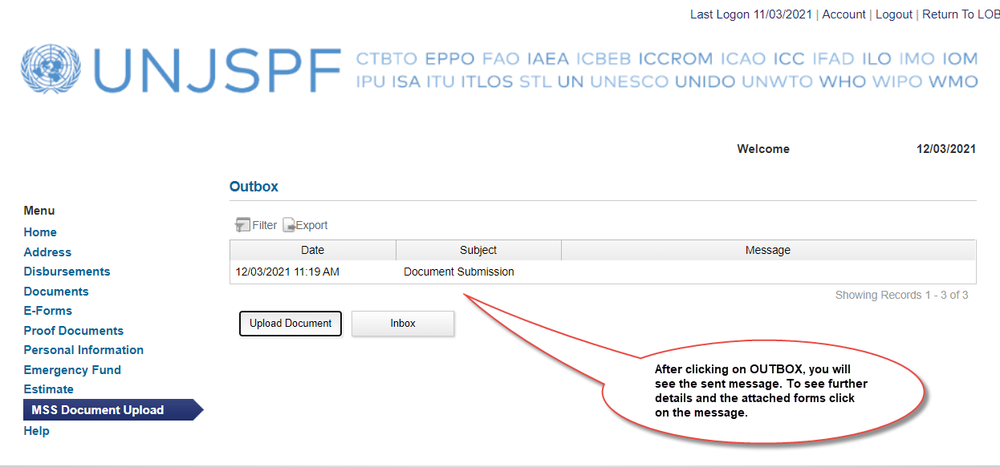 Last Logon 11/03/2021 | Account | Logout | Return To LOB
UNJSPF
CTBTO EPPO FAO IAEA ICBEB ICCROM ICAO ICC IFAD ILO IMO IOM
IPU ISA ITU ITLOS STL UN UNESCO UNIDO UNWTO WHO WIPO WMO
Welcome 12/03/2021
Outbox
Menu
Home
Address
Disbursements
Documents
E-Forms
Proof Documents
Personal Information
Emergency Fund
Estimate
MSS Document Upload
Help
Filter Export
Date Subject Message
12/03/2021 11:19 AM Document Submission
Showing Records 1 - 3 of 3
Upload Document Inbox
After clicking on OUTBOX, you will
see the sent message. To see further
details and the attached forms click
on the message.